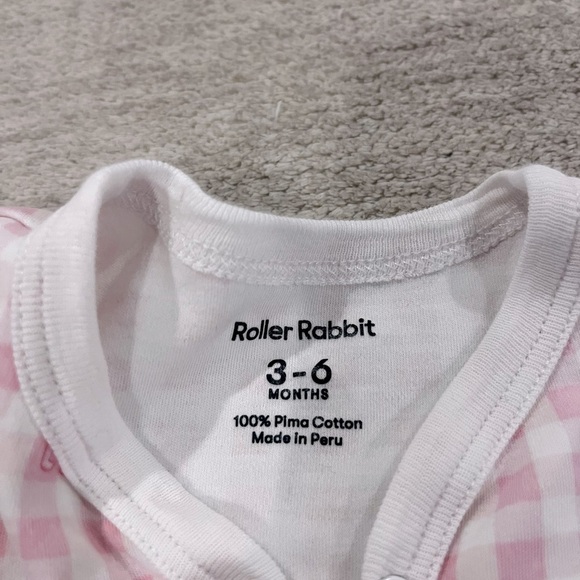 Roller Rabbit
3-6
MONTHS
100% Pima Cotton
Made in Peru